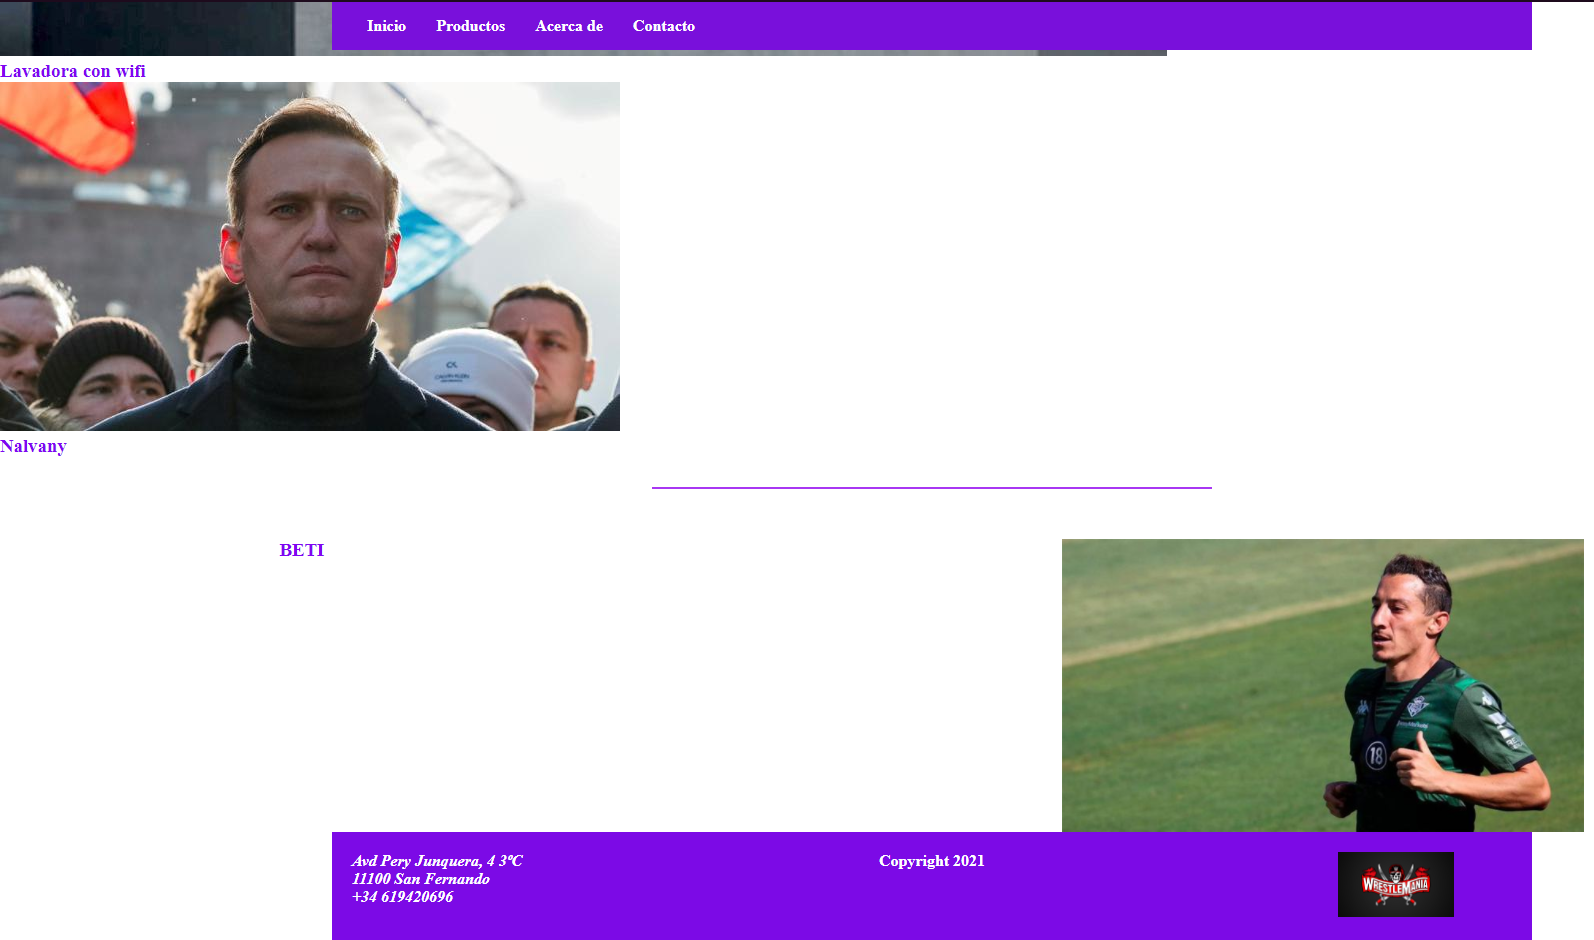 Inicio Productos Acerca de Contacto
Lavadora con wifi
Nalvany
BETI
18
Avd Pery Junquera, 4 3ºC
11100 San Fernando
+34 619420696
Copyright 2021
WRESTLEMANIA